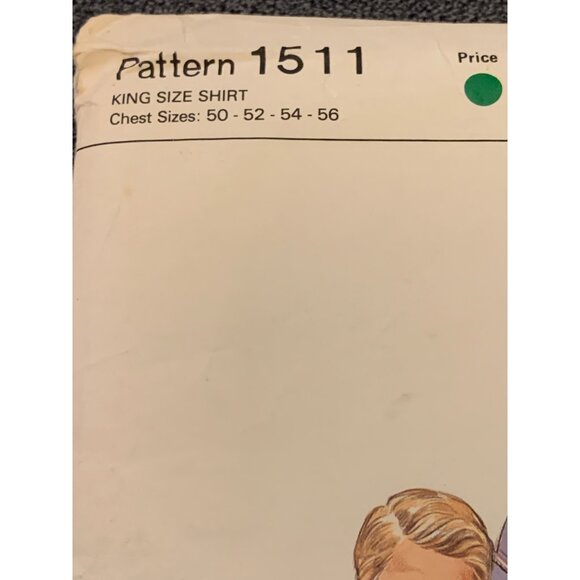 Pattern 1511
Price
KING SIZE SHIRT
Chest Sizes: 50 - 52 - 54 - 56